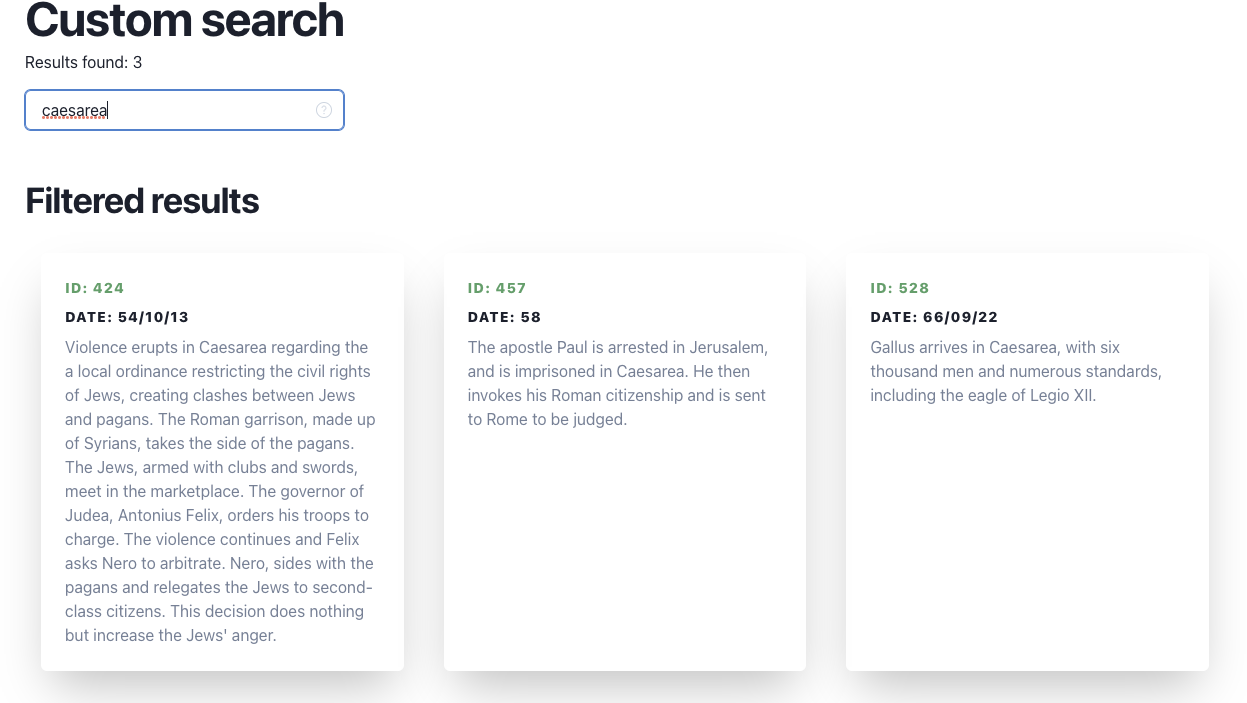 Custom search
Results found: 3
caesarea
Filtered results
ID: 424
DATE: 54/10/13
Violence erupts in Caesarea regarding the
a local ordinance restricting the civil rights
of Jews, creating clashes between Jews
and pagans. The Roman garrison, made up
of Syrians, takes the side of the pagans.
The Jews, armed with clubs and swords,
meet in the marketplace. The governor of
Judea, Antonius Felix, orders his troops to
charge. The violence continues and Felix
asks Nero to arbitrate. Nero, sides with the
pagans and relegates the Jews to second-
class citizens. This decision does nothing
but increase the Jews' anger.
ID: 457
DATE: 58
The apostle Paul is arrested in Jerusalem,
and is imprisoned in Caesarea. He then
invokes his Roman citizenship and is sent
to Rome to be judged.
ID: 528
DATE: 66/09/22
Gallus arrives in Caesarea, with six
thousand men and numerous standards,
including the eagle of Legio XII.